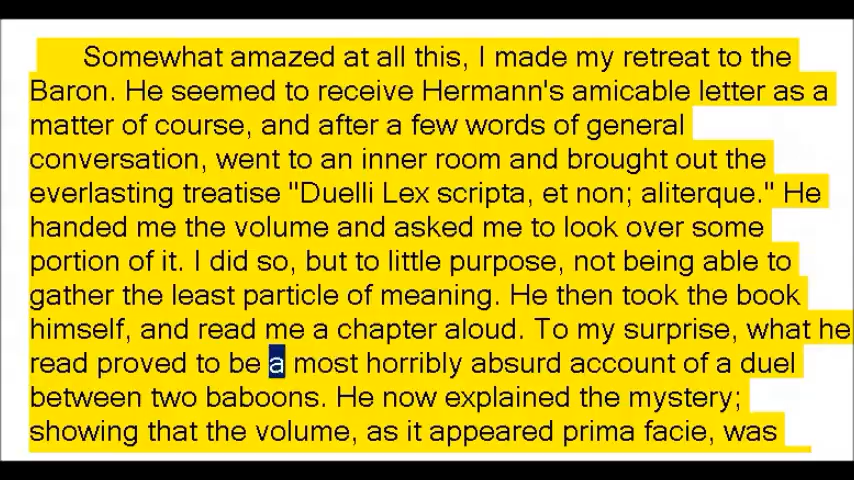 Somewhat amazed at all this, I made my retreat to the
Baron. He seemed to receive Hermann's amicable letter as a
matter of course, and after a few words of general
conversation, went to an inner room and brought out the
everlasting treatise "Duelli Lex scripta, et non; aliterque." He
handed me the volume and asked me to look over some
portion of it. I did so, but to little purpose, not being able to
gather the least particle of meaning. He then took the book
himself, and read me a chapter aloud. To my surprise, what he
read proved to be a most horribly absurd account of a duel
between two baboons. He now explained the mystery;
showing that the volume, as it appeared prima facie, was